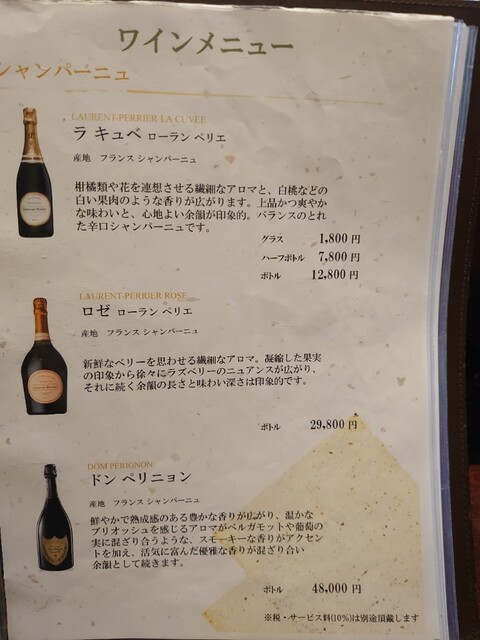 ワインメニュー
シャンパーニュ
LAURENT-PERRIER LA CUVEE
ラ キュベ ローラン ペリエ
産地 フランス シャンパーニュ
柑橘類や花を連想させる繊細なアロマと、白桃などの
白い果肉のような香りが広がります。上品かつ爽やか
な味わいと、心地よい余韻が印象的。バランスのとれ
た辛口シャンパーニュです。
グラス 1,800 円
ハーフボトル 7,800 円
ボトル 12,800 円
LAURENT-PERRIER ROSE
ロゼ ローラン ペリエ
産地 フランス シャンパーニュ
新鮮なベリーを思わせる繊細なアロマ。凝縮した果実
の印象から徐々にラズベリーのニュアンスが広がり、
それに続く余韻の長さと味わい深さは印象的です。
ボトル 29,800 円
DOM PERIGNON
ドン ペリニョン
産地 フランス シャンパーニュ
鮮やかで熟成感のある豊かな香りが広がり、温かな
ブリオッシュを感じるアロマがベルガモットや葡萄の
実に混ざり合うような、スモーキーな香りがアクセン
トを加え、活気に富んだ優雅な香りが混ざり合い
余韻として続きます。
ボトル 48,000 円
※税・サービス料(10%)は別途頂戴します